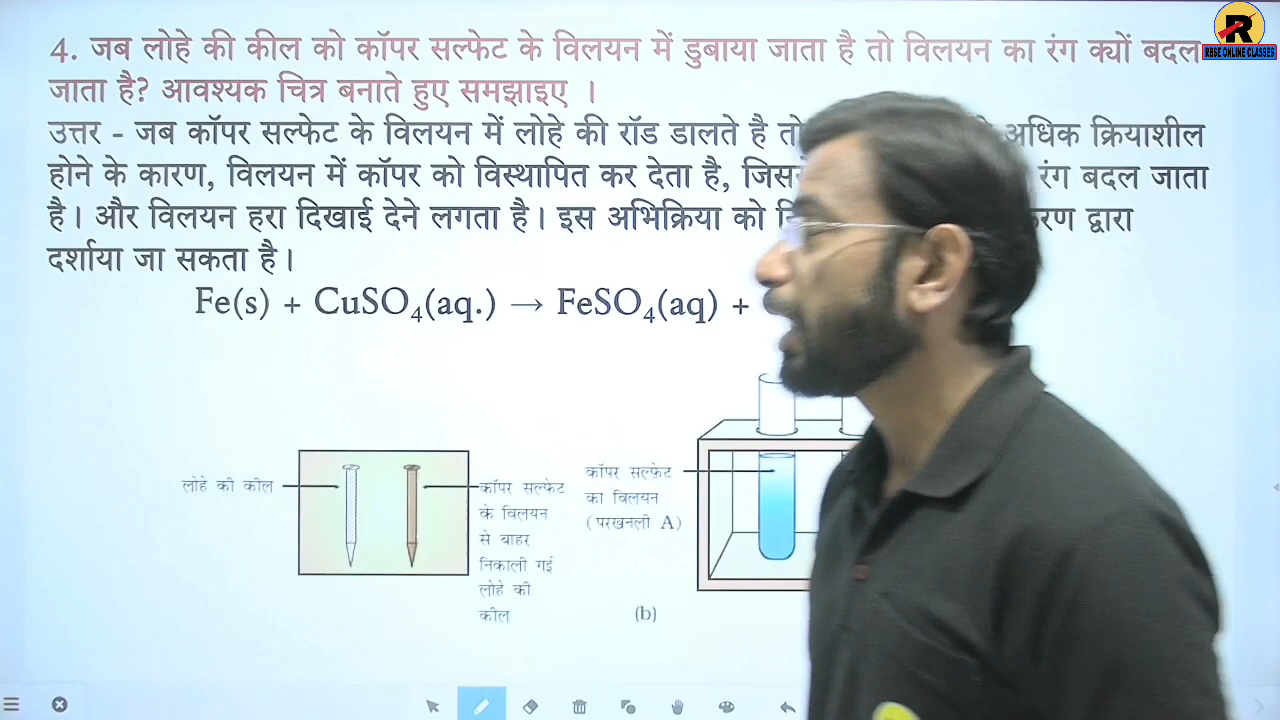 4. जब लोहे की कील को कॉपर सल्फेट के विलयन में डुबाया जाता है तो विलयन का रंग क्यों बदल
जाता है? आवश्यक चित्र बनाते हुए समझाइए ।
उत्तर - जब कॉपर सल्फेट के विलयन में लोहे की रॉड डालते है तो अधिक क्रियाशील
होने के कारण, विलयन में कॉपर को विस्थापित कर देता है, रंग बदल जाता
है। और विलयन हरा दिखाई देने लगता है। इस अभिक्रिया को द्वारा
दर्शाया जा सकता है।
Fe(s) + CuSO₄(aq.) → FeSO₄(aq) +
लोहे की कील
कॉपर सल्फेट
के विलयन
से बाहर
निकाली गई
लोहे की
कील
कॉपर सल्फ़ेट
का विलयन
(परखनली A)
(b)
R
RBSE ONLINE CLASSES